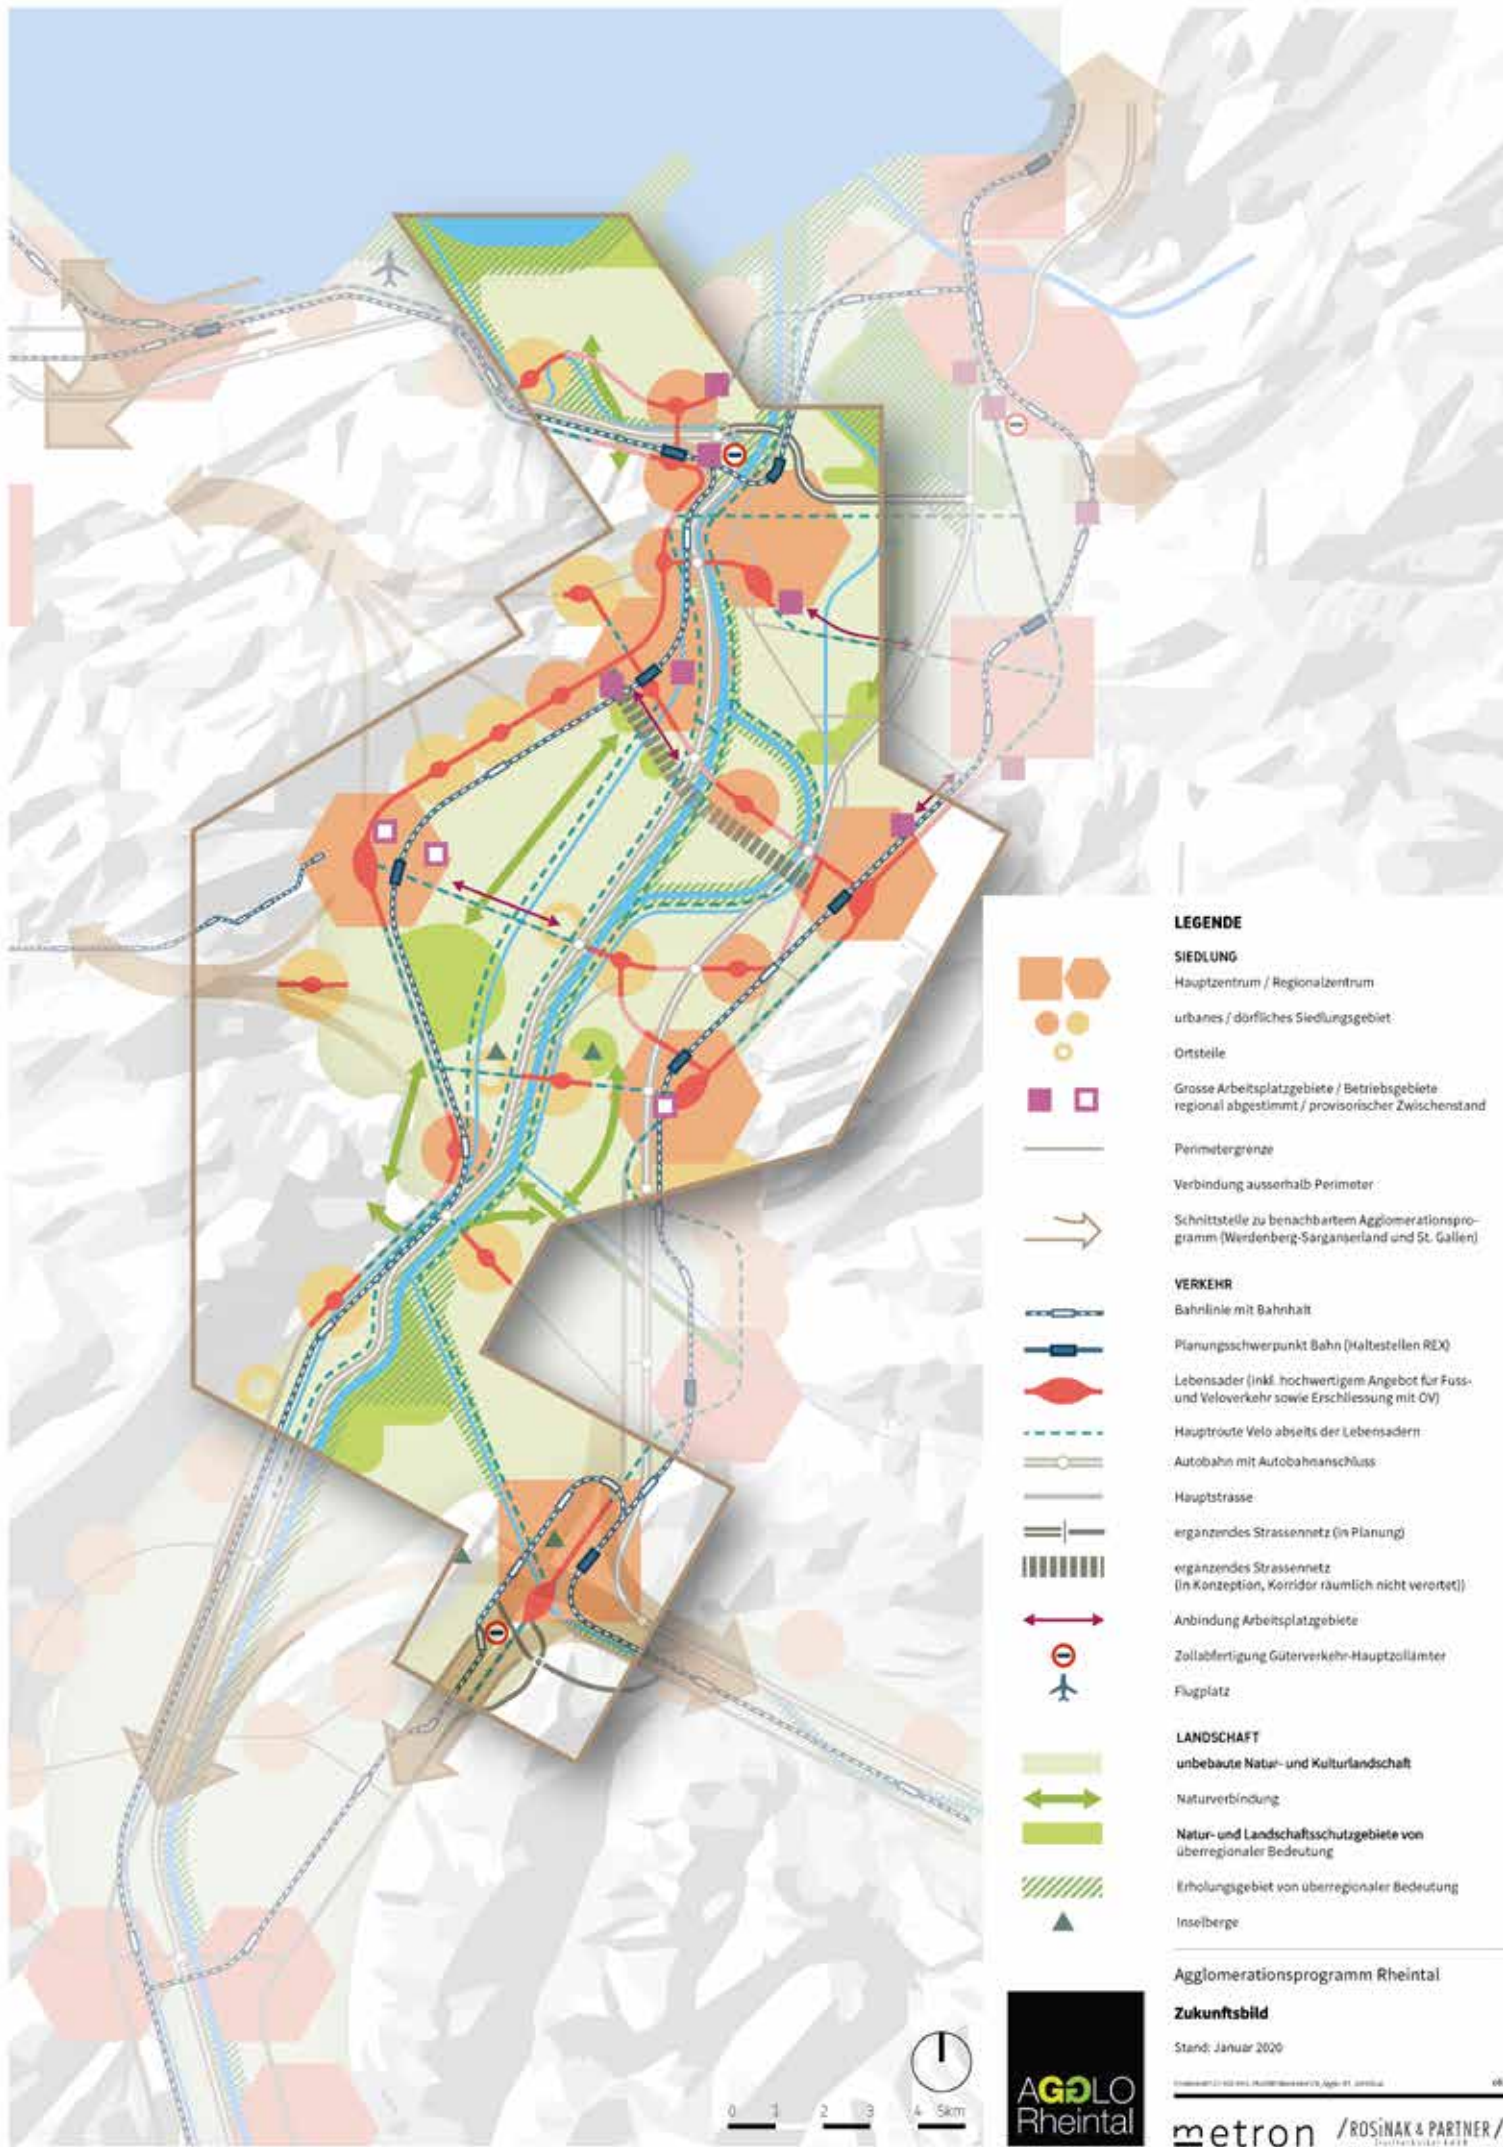 LEGENDE
SIEDLUNG
Hauptzentrum / Regionalzentrum
urbanes / dörfliches Siedlungsgebiet
Ortsteile
Grosse Arbeitsplatzgebiete / Betriebsgebiete
regional abgestimmt / provisorischer Zwischenstand
Perimetergrenze
Verbindung ausserhalb Perimeter
Schnittstelle zu benachbartem Agglomerationspro-
gramm (Werdenberg-Sarganserland und St. Gallen)
VERKEHR
Bahnlinie mit Bahnhalt
Planungsschwerpunkt Bahn (Haltestellen REX)
Lebensader (inkl. hochwertigem Angebot für Fuss-
und Veloverkehr sowie Erschliessung mit ÖV)
Hauptroute Velo abseits der Lebensadern
Autobahn mit Autobahnanschluss
Hauptstrasse
ergänzendes Strassennetz (in Planung)
ergänzendes Strassennetz
(in Konzeption, Korridor räumlich nicht verortet))
Anbindung Arbeitsplatzgebiete
Zollabfertigung Güterverkehr-Hauptzollämter
Flugplatz
LANDSCHAFT
unbebaute Natur- und Kulturlandschaft
Naturverbindung
Natur- und Landschaftsschutzgebiete von
überregionaler Bedeutung
Erholungsgebiet von überregionaler Bedeutung
Inselberge
Agglomerationsprogramm Rheintal
Zukunftsbild
Stand: Januar 2020
0 1 2 3 4 5km
AGGLO
Rheintal
metron /ROSiNAK & PARTNER/